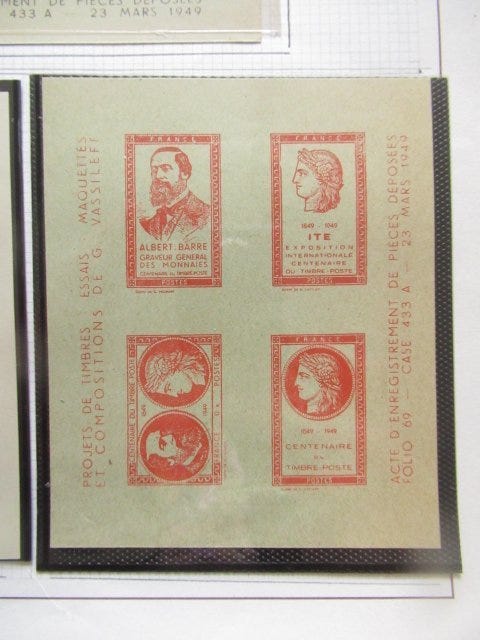 MENT DE PIÈCES DÉPOSÉES
433 A — 23 MARS 1949
PROJETS DE TIMBRES ESSAIS MAQUETTES
ET COMPOSITIONS DE G VASSILEFF
FRANCE
ALBERT·BARRE
GRAVEUR GÉNÉRAL
DES MONNAIES
CENTENAIRE DU TIMBRE-POSTE
POSTES
FRANCE
1849 - 1949
ITE
EXPOSITION
INTERNATIONALE
CENTENAIRE
DU TIMBRE-POSTE
POSTES
CENTENAIRE DU TIMBRE POSTE
1849 1949
FRANCE
POSTES
1849 - 1949
CENTENAIRE
DU
TIMBRE-POSTE
POSTES
ACTE D'ENREGISTREMENT DE PIÈCES DÉPOSÉES
FOLIO 69 — CASE 433 A 23 MARS 1949